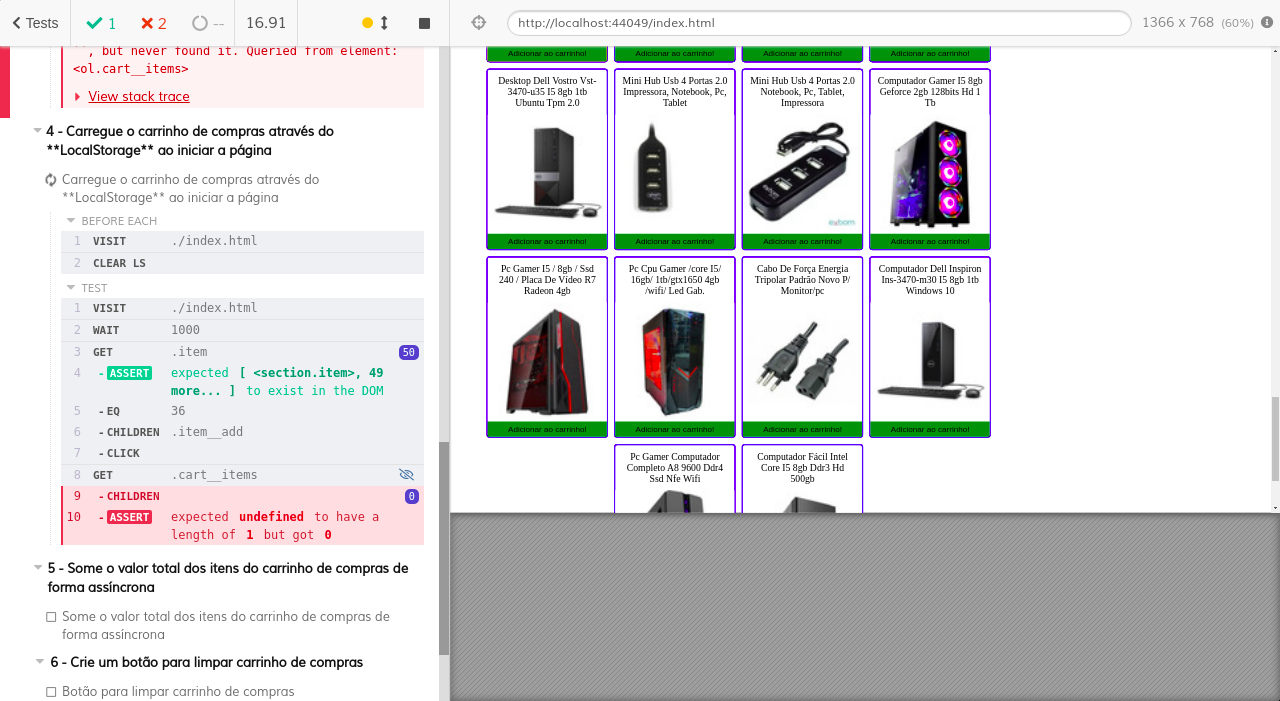 Tests
1
2
--
16.91
http://localhost:44049/index.html
1366 x 768 (60%)
", but never found it. Queried from element:
<ol.cart__items>
View stack trace
4 - Carregue o carrinho de compras através do
**LocalStorage** ao iniciar a página
Carregue o carrinho de compras através do
**LocalStorage** ao iniciar a página
BEFORE EACH
1 VISIT ./index.html
2 CLEAR LS
TEST
1 VISIT ./index.html
2 WAIT 1000
3 GET .item 50
4 -ASSERT expected [ <section.item>, 49
more... ] to exist in the DOM
5 -EQ 36
6 -CHILDREN .item__add
7 -CLICK
8 GET .cart__items
9 -CHILDREN 0
10 -ASSERT expected undefined to have a
length of 1 but got 0
5 - Some o valor total dos itens do carrinho de compras de
forma assíncrona
Some o valor total dos itens do carrinho de compras de
forma assíncrona
6 - Crie um botão para limpar carrinho de compras
Botão para limpar carrinho de compras
Adicionar ao carrinho!
Adicionar ao carrinho!
Adicionar ao carrinho!
Adicionar ao carrinho!
Desktop Dell Vostro Vst-
3470-u35 I5 8gb 1tb
Ubuntu Tpm 2.0
Adicionar ao carrinho!
Mini Hub Usb 4 Portas 2.0
Impressora, Notebook, Pc,
Tablet
Adicionar ao carrinho!
Mini Hub Usb 4 Portas 2.0
Notebook, Pc, Tablet,
Impressora
exbom
Adicionar ao carrinho!
Computador Gamer I5 8gb
Geforce 2gb 128bits Hd 1
Tb
Adicionar ao carrinho!
Pc Gamer I5 / 8gb / Ssd
240 / Placa De Vídeo R7
Radeon 4gb
Adicionar ao carrinho!
Pc Cpu Gamer /core I5/
16gb/ 1tb/gtx1650 4gb
/wifi/ Led Gab.
Adicionar ao carrinho!
Cabo De Força Energia
Tripolar Padrão Novo P/
Monitor/pc
Adicionar ao carrinho!
Computador Dell Inspiron
Ins-3470-m30 I5 8gb 1tb
Windows 10
Adicionar ao carrinho!
Pc Gamer Computador
Completo A8 9600 Ddr4
Ssd Nfe Wifi
Computador Fácil Intel
Core I5 8gb Ddr3 Hd
500gb